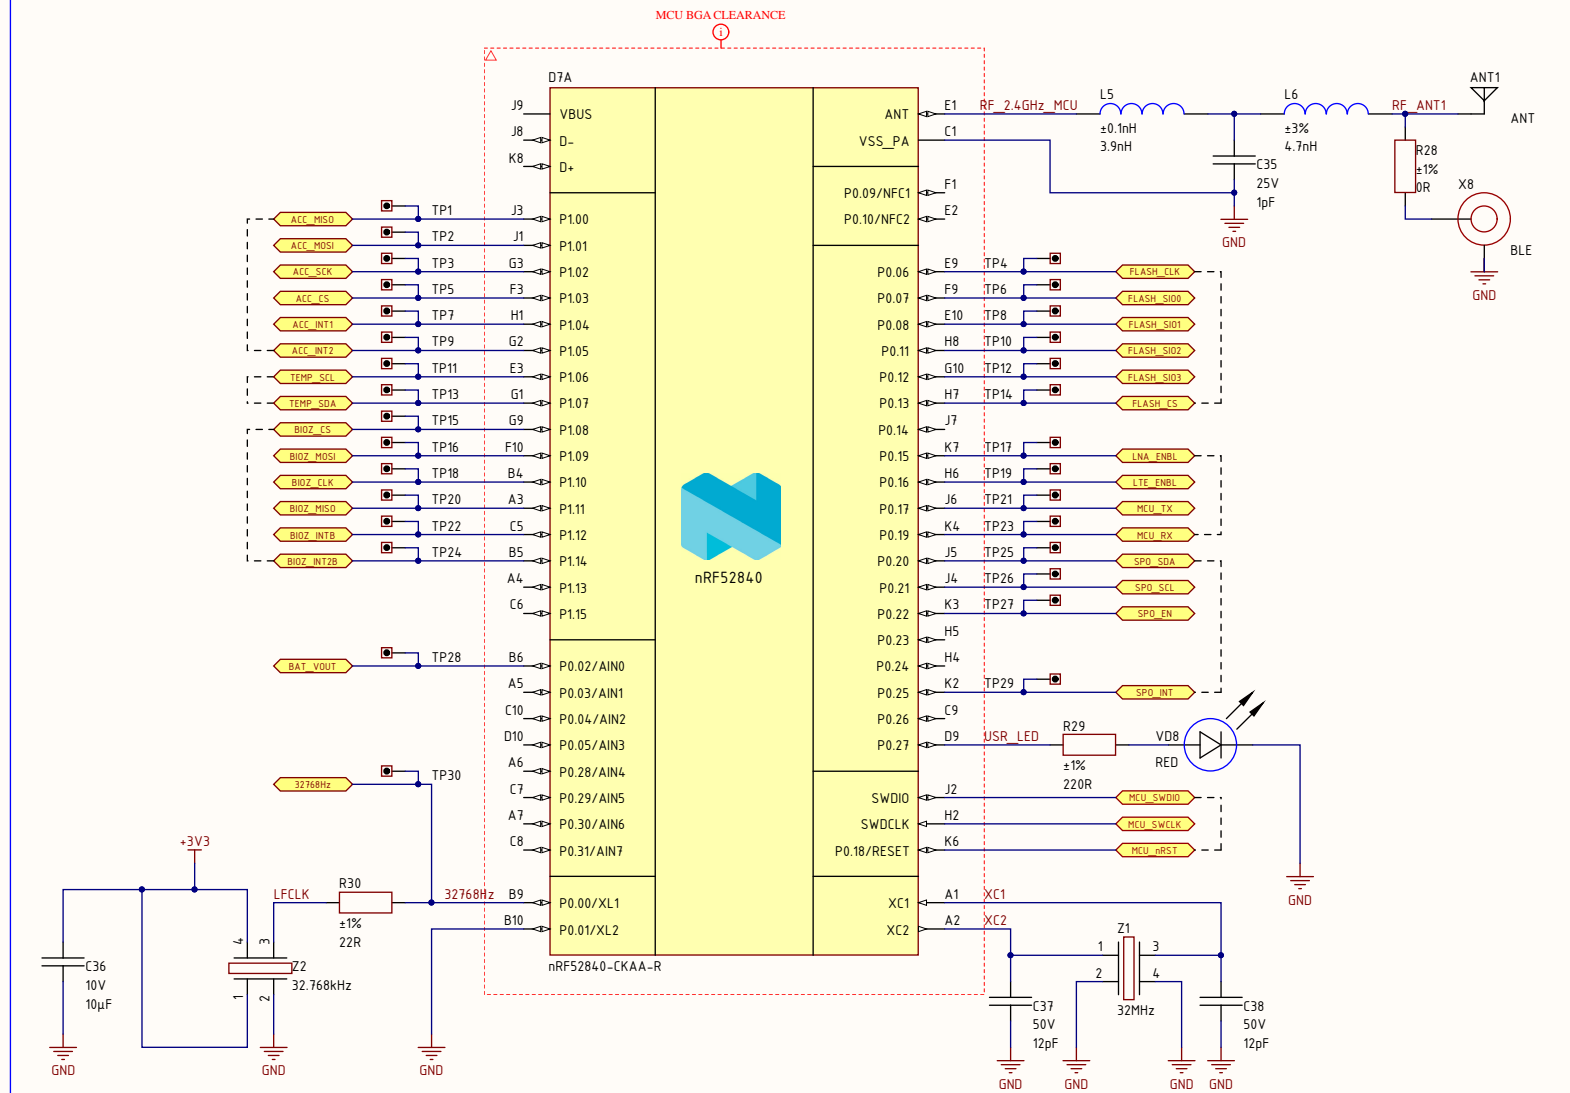 MCU BGA CLEARANCE
i
D7A
J9 VBUS
J8 D-
K8 D+
ACC_MISO TP1 J3 P1.00
ACC_MOSI TP2 J1 P1.01
ACC_SCK TP3 G3 P1.02
ACC_CS TP5 F3 P1.03
ACC_INT1 TP7 H1 P1.04
ACC_INT2 TP9 G2 P1.05
TEMP_SCL TP11 E3 P1.06
TEMP_SDA TP13 G1 P1.07
BIOZ_CS TP15 G9 P1.08
BIOZ_MOSI TP16 F10 P1.09
BIOZ_CLK TP18 B4 P1.10
BIOZ_MISO TP20 A3 P1.11
BIOZ_INTB TP22 C5 P1.12
BIOZ_INT2B TP24 B5 P1.14
A4 P1.13
C6 P1.15
BAT_VOUT TP28 B6 P0.02/AIN0
A5 P0.03/AIN1
C10 P0.04/AIN2
D10 P0.05/AIN3
A6 P0.28/AIN4
C7 P0.29/AIN5
A7 P0.30/AIN6
C8 P0.31/AIN7
32768Hz TP30
32768Hz B9 P0.00/XL1
B10 P0.01/XL2
nRF52840
nRF52840-CKAA-R
ANT E1 RF_2.4GHz_MCU
VSS_PA C1
P0.09/NFC1 F1
P0.10/NFC2 E2
P0.06 E9 TP4 FLASH_CLK
P0.07 F9 TP6 FLASH_SIO0
P0.08 E10 TP8 FLASH_SIO1
P0.11 H8 TP10 FLASH_SIO2
P0.12 G10 TP12 FLASH_SIO3
P0.13 H7 TP14 FLASH_CS
P0.14 J7
P0.15 K7 TP17 LNA_ENBL
P0.16 H6 TP19 LTE_ENBL
P0.17 J6 TP21 MCU_TX
P0.19 K4 TP23 MCU_RX
P0.20 J5 TP25 SPO_SDA
P0.21 J4 TP26 SPO_SCL
P0.22 K3 TP27 SPO_EN
P0.23 H5
P0.24 H4
P0.25 K2 TP29 SPO_INT
P0.26 C9
P0.27 D9 USR_LED
SWDIO J2 MCU_SWDIO
SWDCLK H2 MCU_SWCLK
P0.18/RESET K6 MCU_nRST
XC1 A1 XC1
XC2 A2 XC2
L5
±0.1nH
3.9nH
L6
±3%
4.7nH
C35
25V
1pF
GND
RF_ANT1
ANT1
ANT
R28
±1%
0R
X8
BLE
GND
R29
±1%
220R
VD8
RED
GND
+3V3
LFCLK
R30
±1%
22R
C36
10V
10µF
GND
4 3
Z2
32.768kHz
1 2
GND
GND
Z1
1 3
2 4
32MHz
C37
50V
12pF
GND
GND
GND
C38
50V
12pF
GND